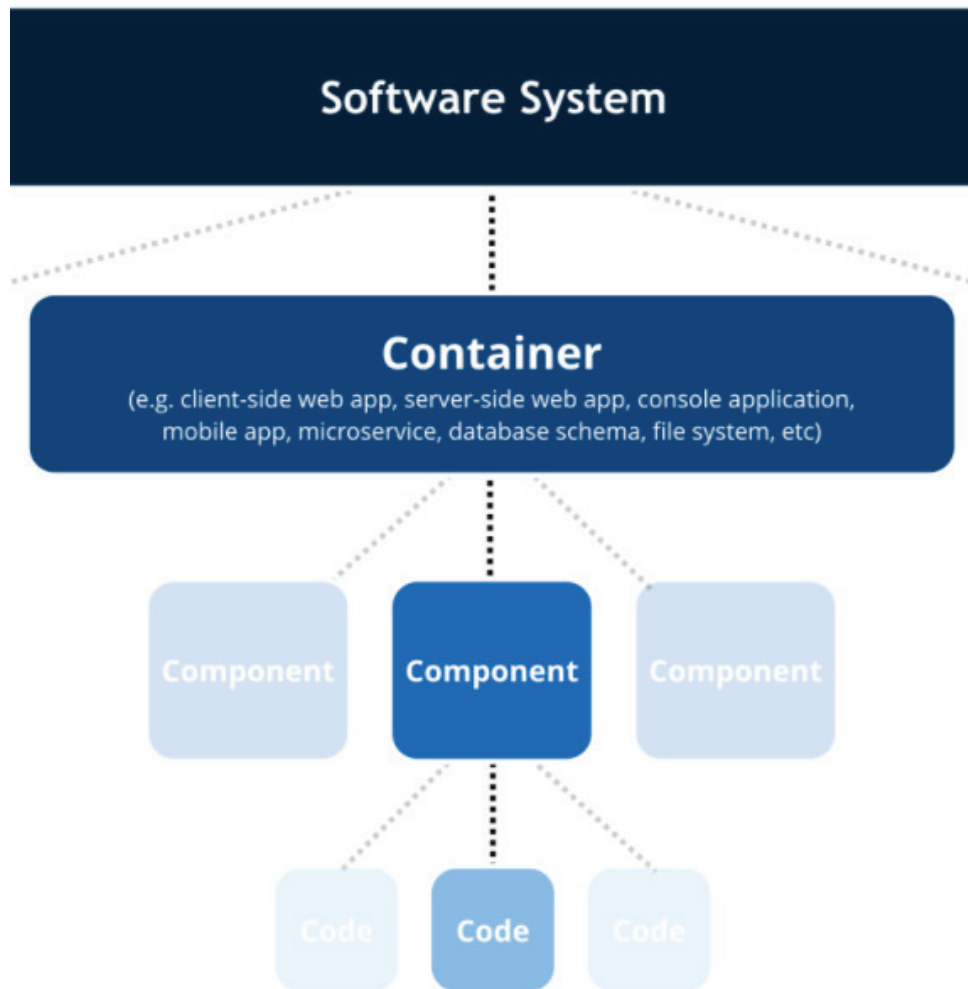 Software System
Container
(e.g. client-side web app, server-side web app, console application,
mobile app, microservice, database schema, file system, etc)
Component
Component
Component
Code
Code
Code